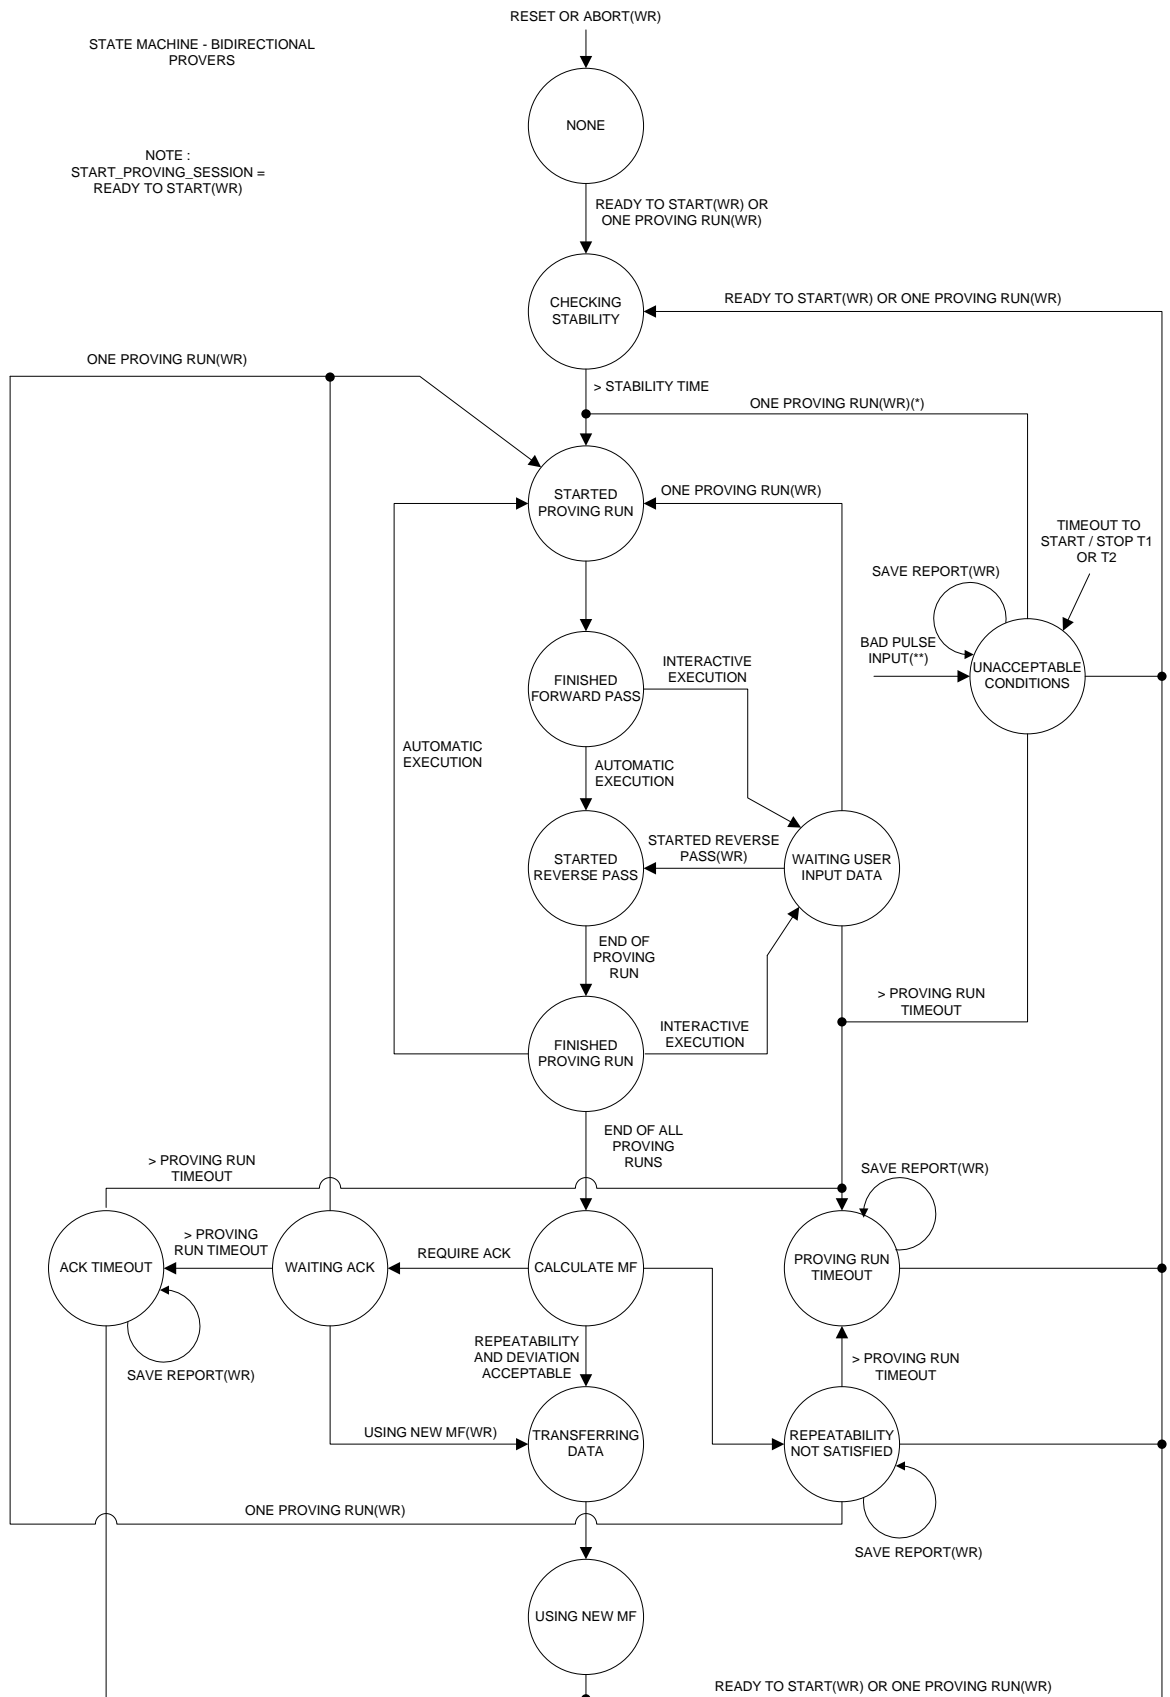 RESET OR ABORT(WR)
STATE MACHINE - BIDIRECTIONAL
PROVERS
NONE
NOTE :
START_PROVING_SESSION =
READY TO START(WR)
READY TO START(WR) OR
ONE PROVING RUN(WR)
CHECKING
STABILITY
READY TO START(WR) OR ONE PROVING RUN(WR)
ONE PROVING RUN(WR)
> STABILITY TIME
ONE PROVING RUN(WR)(*)
STARTED
PROVING RUN
ONE PROVING RUN(WR)
TIMEOUT TO
START / STOP T1
OR T2
SAVE REPORT(WR)
BAD PULSE
INPUT(**)
UNACCEPTABLE
CONDITIONS
FINISHED
FORWARD PASS
INTERACTIVE
EXECUTION
AUTOMATIC
EXECUTION
AUTOMATIC
EXECUTION
STARTED
REVERSE PASS
STARTED REVERSE
PASS(WR)
WAITING USER
INPUT DATA
END OF
PROVING
RUN
> PROVING RUN
TIMEOUT
FINISHED
PROVING RUN
INTERACTIVE
EXECUTION
END OF ALL
PROVING
RUNS
> PROVING RUN
TIMEOUT
SAVE REPORT(WR)
ACK TIMEOUT
> PROVING
RUN TIMEOUT
WAITING ACK
REQUIRE ACK
CALCULATE MF
PROVING RUN
TIMEOUT
SAVE REPORT(WR)
REPEATABILITY
AND DEVIATION
ACCEPTABLE
> PROVING RUN
TIMEOUT
USING NEW MF(WR)
TRANSFERRING
DATA
REPEATABILITY
NOT SATISFIED
ONE PROVING RUN(WR)
SAVE REPORT(WR)
USING NEW MF
READY TO START(WR) OR ONE PROVING RUN(WR)